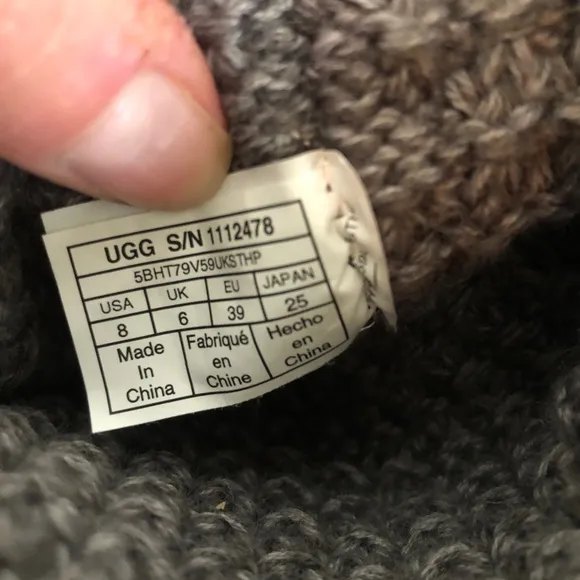 UGG S/N 1112478
5BHT79V59UKSTHP
USA UK EU JAPAN
8 6 39 25
Made Fabriqué Hecho
In en en
China Chine China